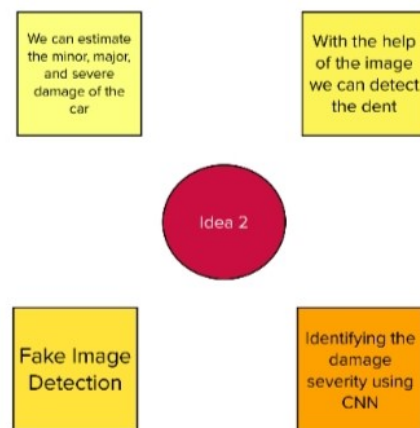 We can estimate
the minor, major,
and severe
damage of the
car
With the help
of the image
we can detect
the dent
Idea 2
Fake Image
Detection
Identifying the
damage
severity using
CNN